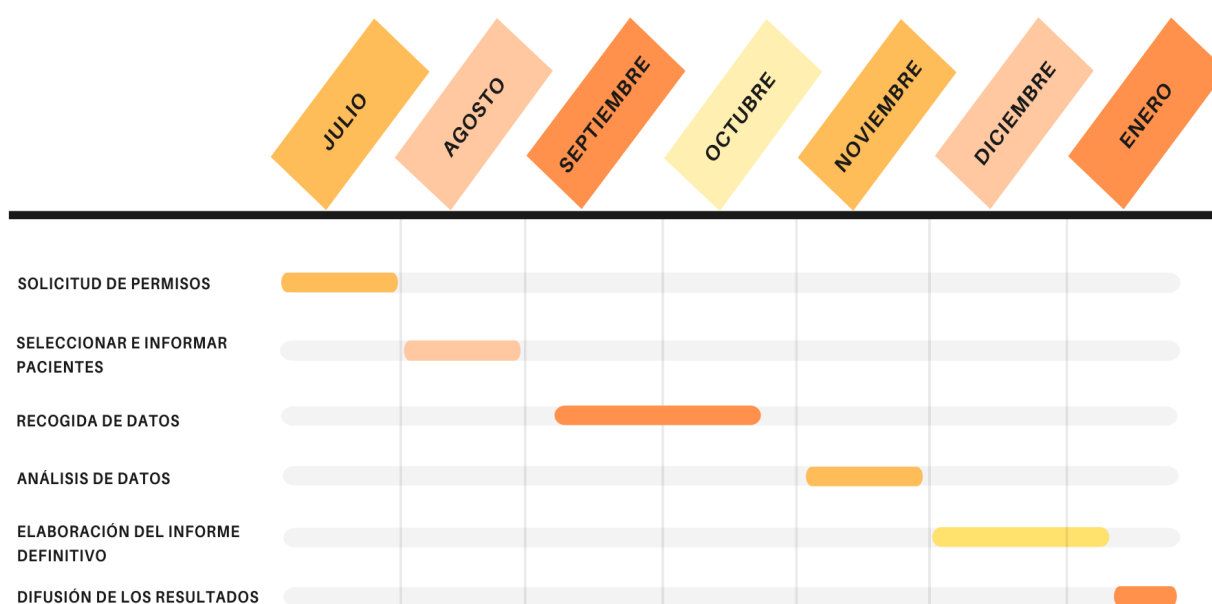 JULIO
AGOSTO
SEPTIEMBRE
OCTUBRE
NOVIEMBRE
DICIEMBRE
ENERO
SOLICITUD DE PERMISOS
SELECCIONAR E INFORMAR
PACIENTES
RECOGIDA DE DATOS
ANÁLISIS DE DATOS
ELABORACIÓN DEL INFORME
DEFINITIVO
DIFUSIÓN DE LOS RESULTADOS